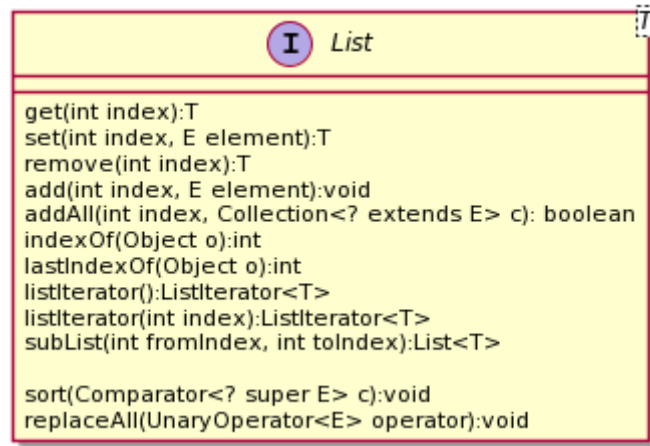 T
I List
get(int index):T
set(int index, E element):T
remove(int index):T
add(int index, E element):void
addAll(int index, Collection<? extends E> c): boolean
indexOf(Object o):int
lastIndexOf(Object o):int
listIterator():ListIterator<T>
listIterator(int index):ListIterator<T>
subList(int fromIndex, int toIndex):List<T>
sort(Comparator<? super E> c):void
replaceAll(UnaryOperator<E> operator):void